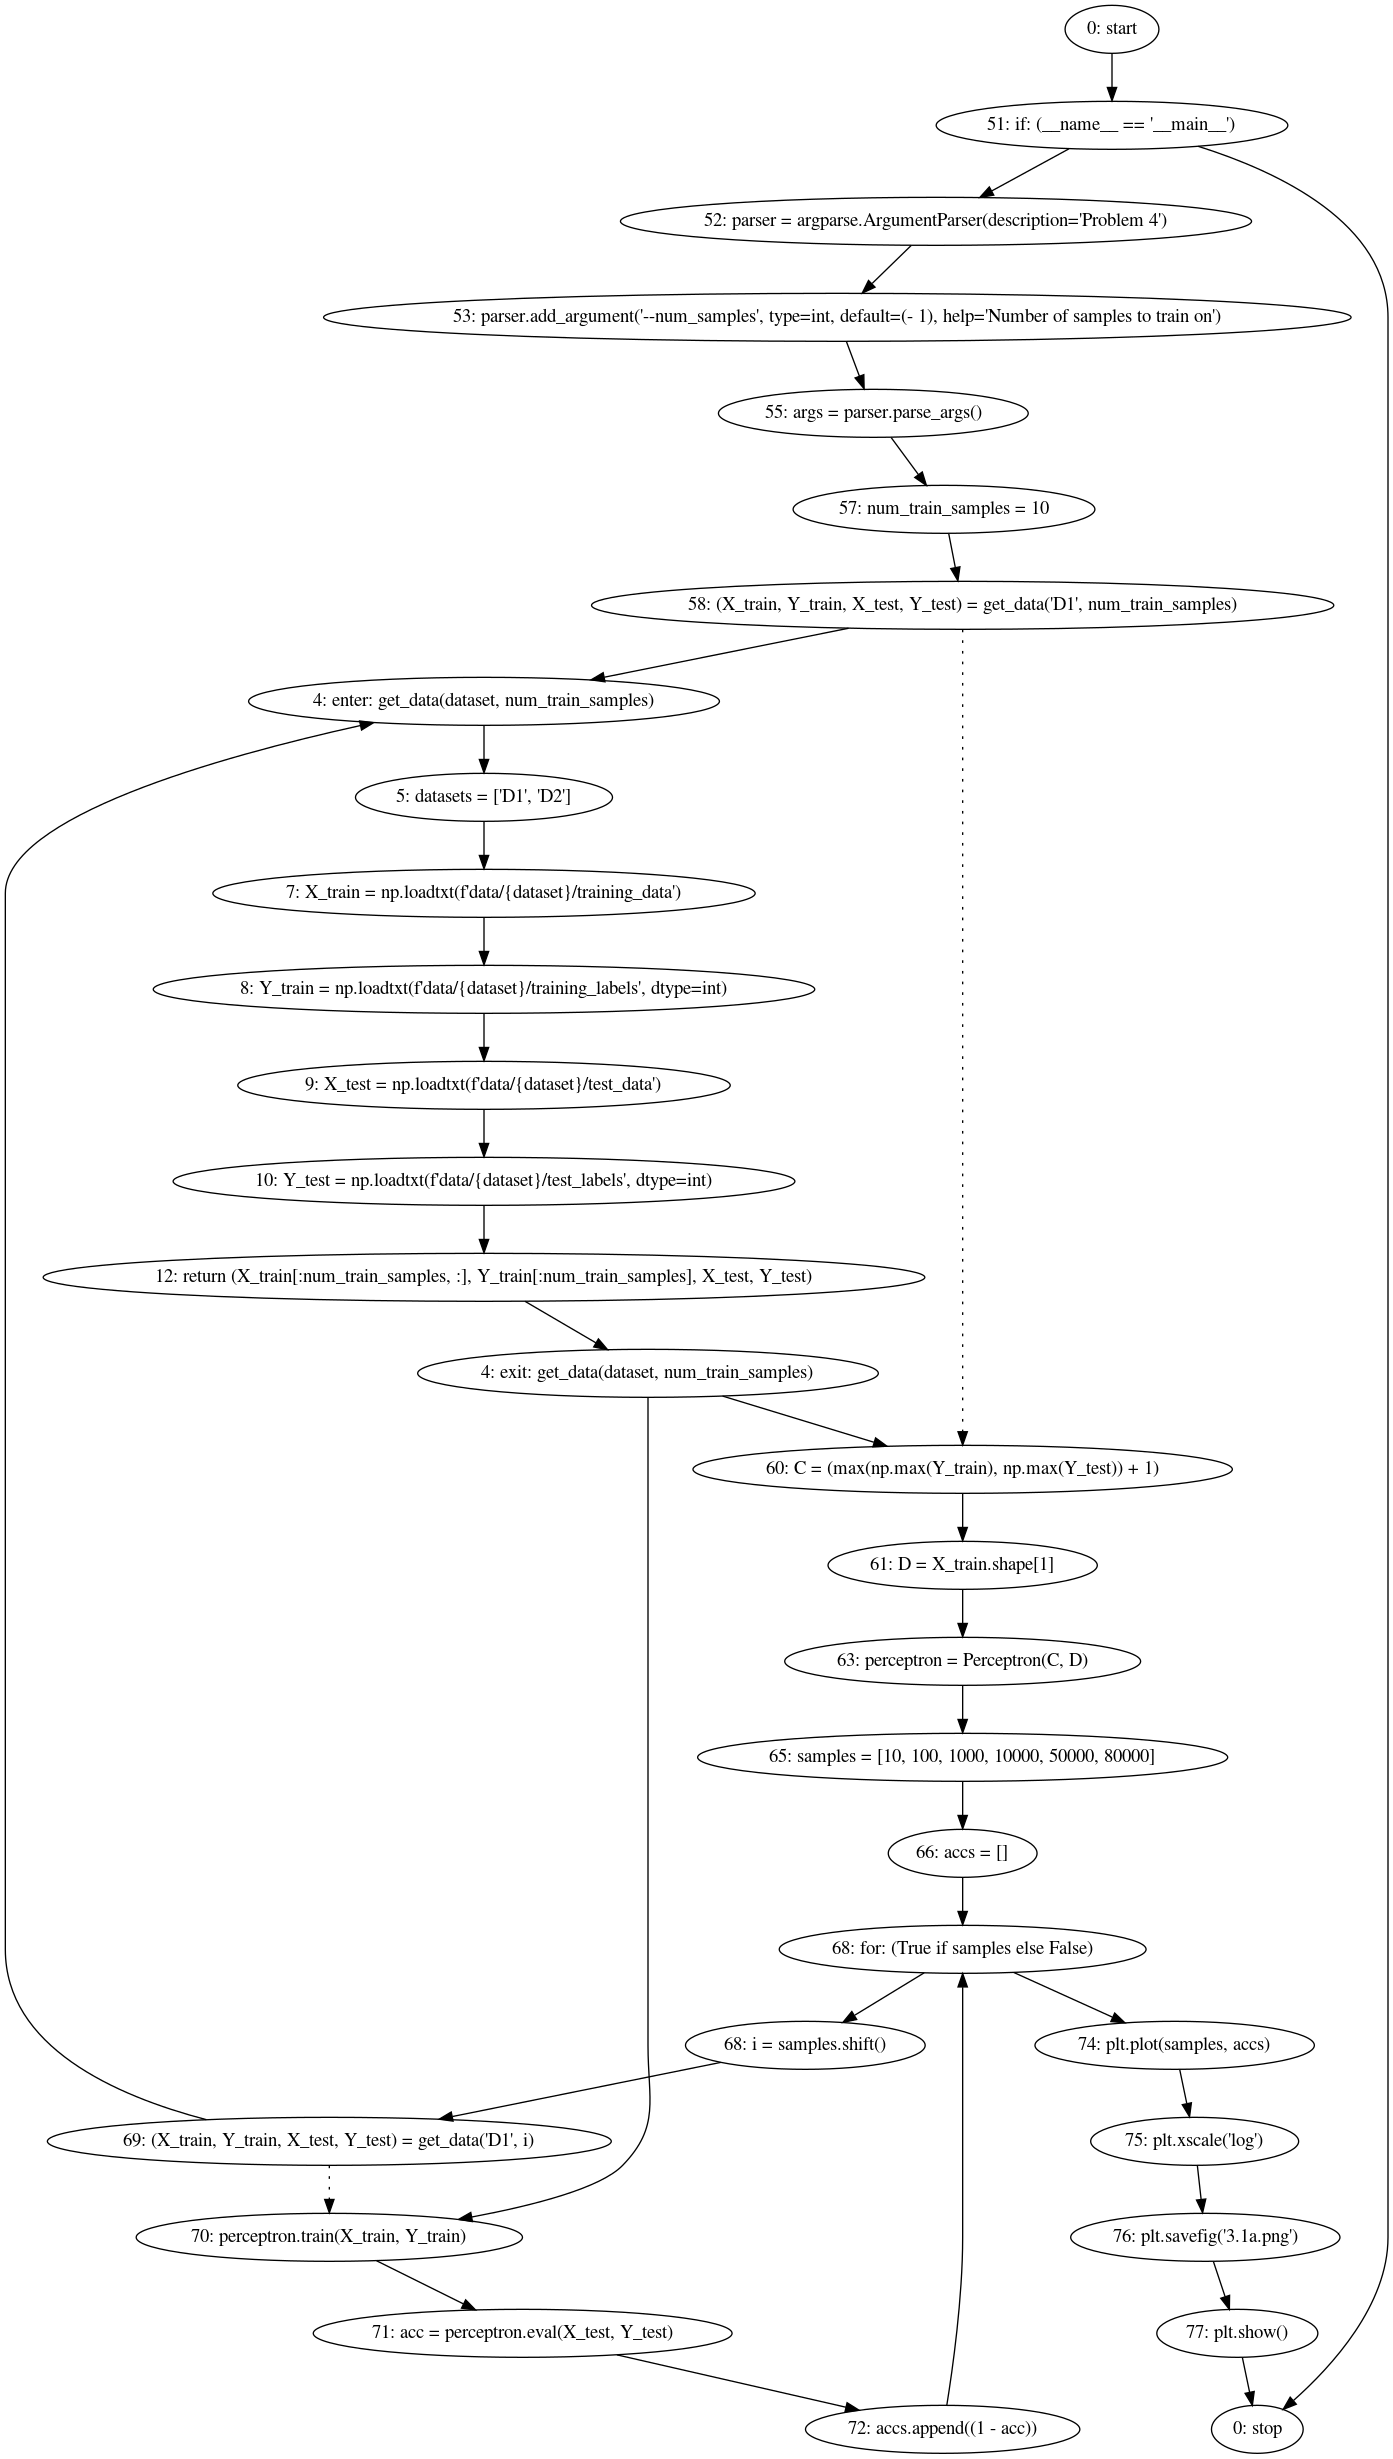 0: start
51: if: (__name__ == '__main__')
52: parser = argparse.ArgumentParser(description='Problem 4')
53: parser.add_argument('--num_samples', type=int, default=(- 1), help='Number of samples to train on')
55: args = parser.parse_args()
57: num_train_samples = 10
58: (X_train, Y_train, X_test, Y_test) = get_data('D1', num_train_samples)
4: enter: get_data(dataset, num_train_samples)
5: datasets = ['D1', 'D2']
7: X_train = np.loadtxt(f'data/{dataset}/training_data')
8: Y_train = np.loadtxt(f'data/{dataset}/training_labels', dtype=int)
9: X_test = np.loadtxt(f'data/{dataset}/test_data')
10: Y_test = np.loadtxt(f'data/{dataset}/test_labels', dtype=int)
12: return (X_train[:num_train_samples, :], Y_train[:num_train_samples], X_test, Y_test)
4: exit: get_data(dataset, num_train_samples)
60: C = (max(np.max(Y_train), np.max(Y_test)) + 1)
61: D = X_train.shape[1]
63: perceptron = Perceptron(C, D)
65: samples = [10, 100, 1000, 10000, 50000, 80000]
66: accs = []
68: for: (True if samples else False)
68: i = samples.shift()
74: plt.plot(samples, accs)
69: (X_train, Y_train, X_test, Y_test) = get_data('D1', i)
75: plt.xscale('log')
70: perceptron.train(X_train, Y_train)
76: plt.savefig('3.1a.png')
71: acc = perceptron.eval(X_test, Y_test)
77: plt.show()
72: accs.append((1 - acc))
0: stop